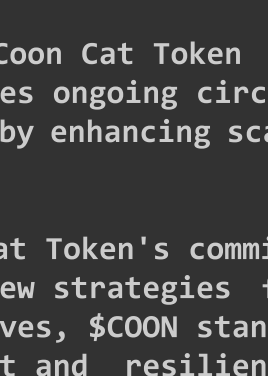 Coon Cat Token
es ongoing circ
by enhancing sca
at Token's commi
ew strategies f
ves, $COON stan
t and resilien